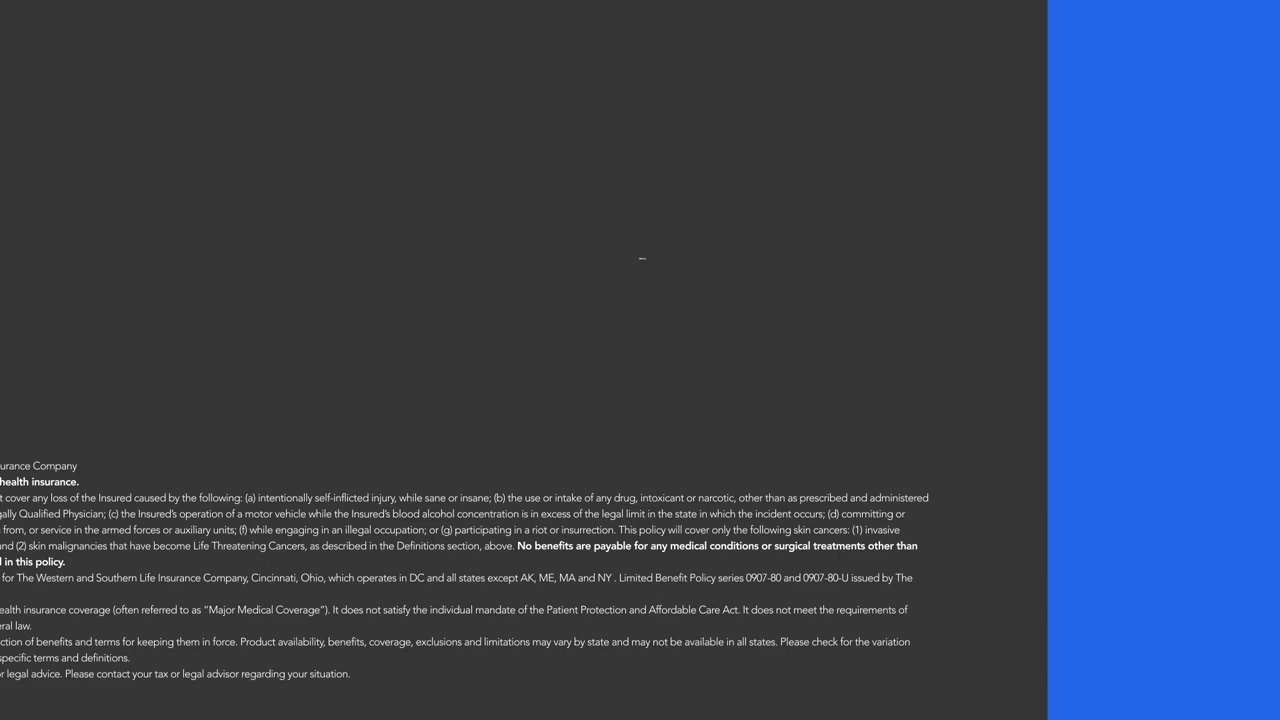 urance Company
health insurance.
t cover any loss of the Insured caused by the following: (a) intentionally self-inflicted injury, while sane or insane; (b) the use or intake of any drug, intoxicant or narcotic, other than as prescribed and administered
gally Qualified Physician; (c) the Insured’s operation of a motor vehicle while the Insured’s blood alcohol concentration is in excess of the legal limit in the state in which the incident occurs; (d) committing or
from, or service in the armed forces or auxiliary units; (f) while engaging in an illegal occupation; or (g) participating in a riot or insurrection. This policy will cover only the following skin cancers: (1) invasive
and (2) skin malignancies that have become Life Threatening Cancers, as described in the Definitions section, above. No benefits are payable for any medical conditions or surgical treatments other than
in this policy.
for The Western and Southern Life Insurance Company, Cincinnati, Ohio, which operates in DC and all states except AK, ME, MA and NY . Limited Benefit Policy series 0907-80 and 0907-80-U issued by The
ealth insurance coverage (often referred to as “Major Medical Coverage”). It does not satisfy the individual mandate of the Patient Protection and Affordable Care Act. It does not meet the requirements of
eral law.
ction of benefits and terms for keeping them in force. Product availability, benefits, coverage, exclusions and limitations may vary by state and may not be available in all states. Please check for the variation
specific terms and definitions.
r legal advice. Please contact your tax or legal advisor regarding your situation.